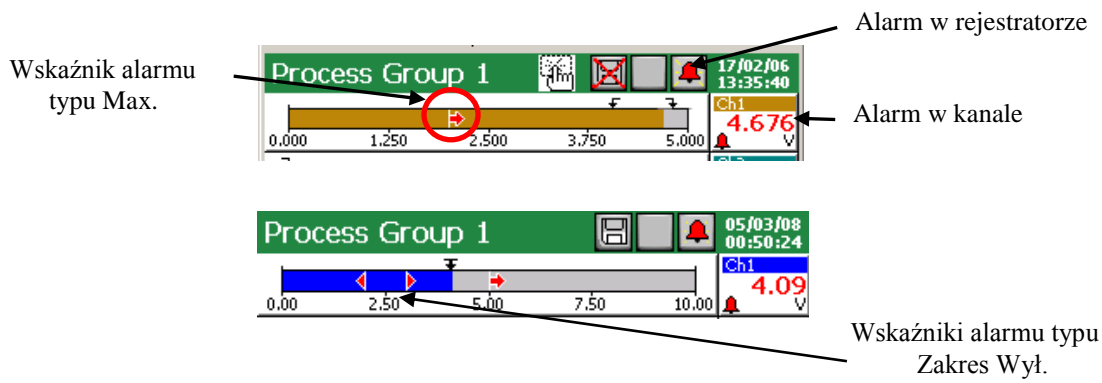 Alarm w rejestratorze
Wskaźnik alarmu
typu Max.
Process Group 1
17/02/06
13:35:40
Ch1
4.676
V
0.000 1.250 2.500 3.750 5.000
Alarm w kanale
Process Group 1
05/03/08
00:50:24
Ch1
4.09
V
0.00 2.50 5.00 7.50 10.00
Wskaźniki alarmu typu
Zakres Wył.